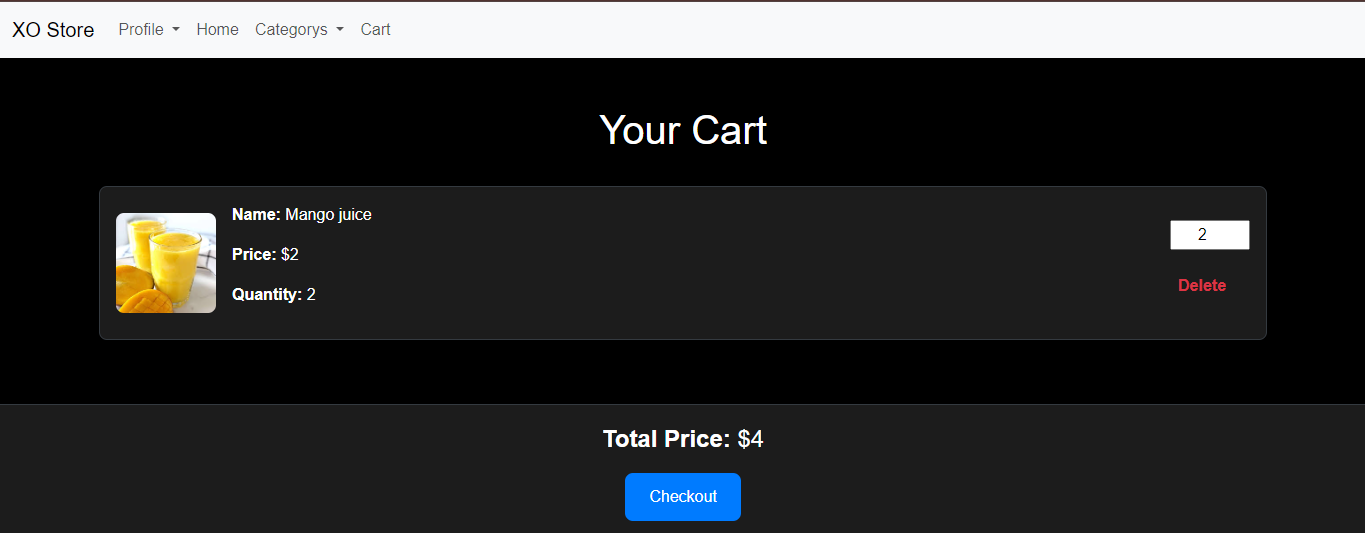 XO Store Profile Home Categorys Cart
Your Cart
Name: Mango juice
Price: $2
Quantity: 2
2
Delete
Total Price: $4
Checkout